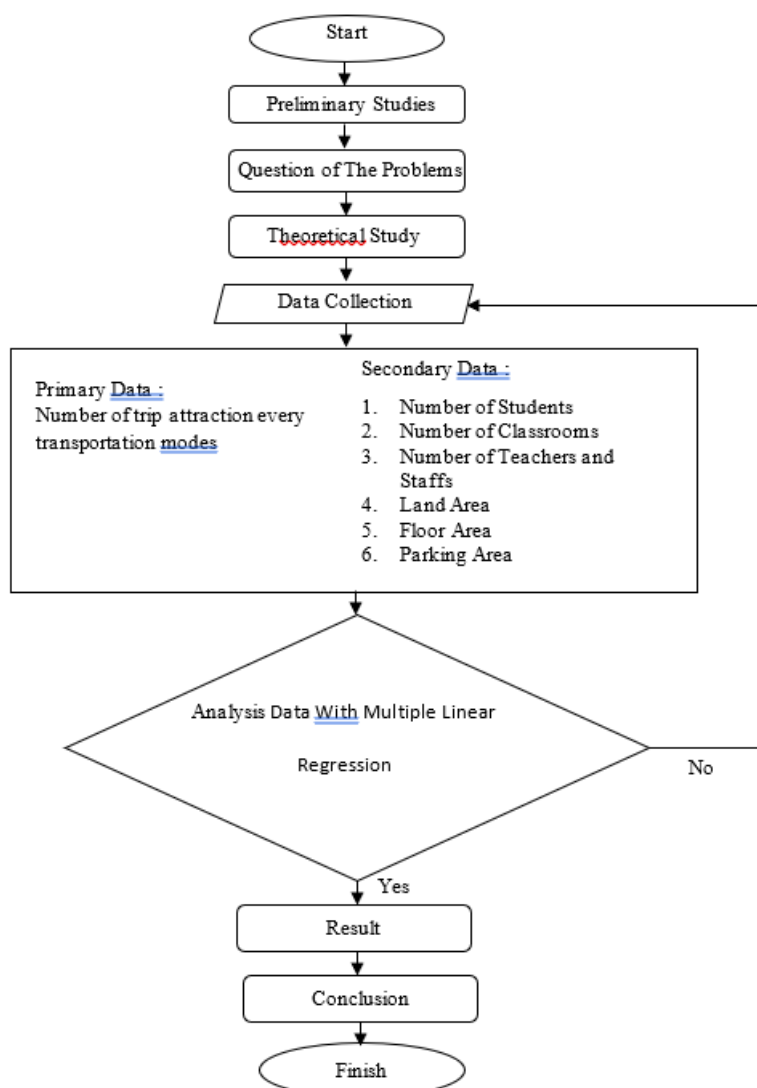 Start
Preliminary Studies
Question of The Problems
Theoretical Study
Data Collection
Primary Data :
Number of trip attraction every
transportation modes
Secondary Data :
1. Number of Students
2. Number of Classrooms
3. Number of Teachers and
Staffs
4. Land Area
5. Floor Area
6. Parking Area
Analysis Data With Multiple Linear
Regression
No
Yes
Result
Conclusion
Finish